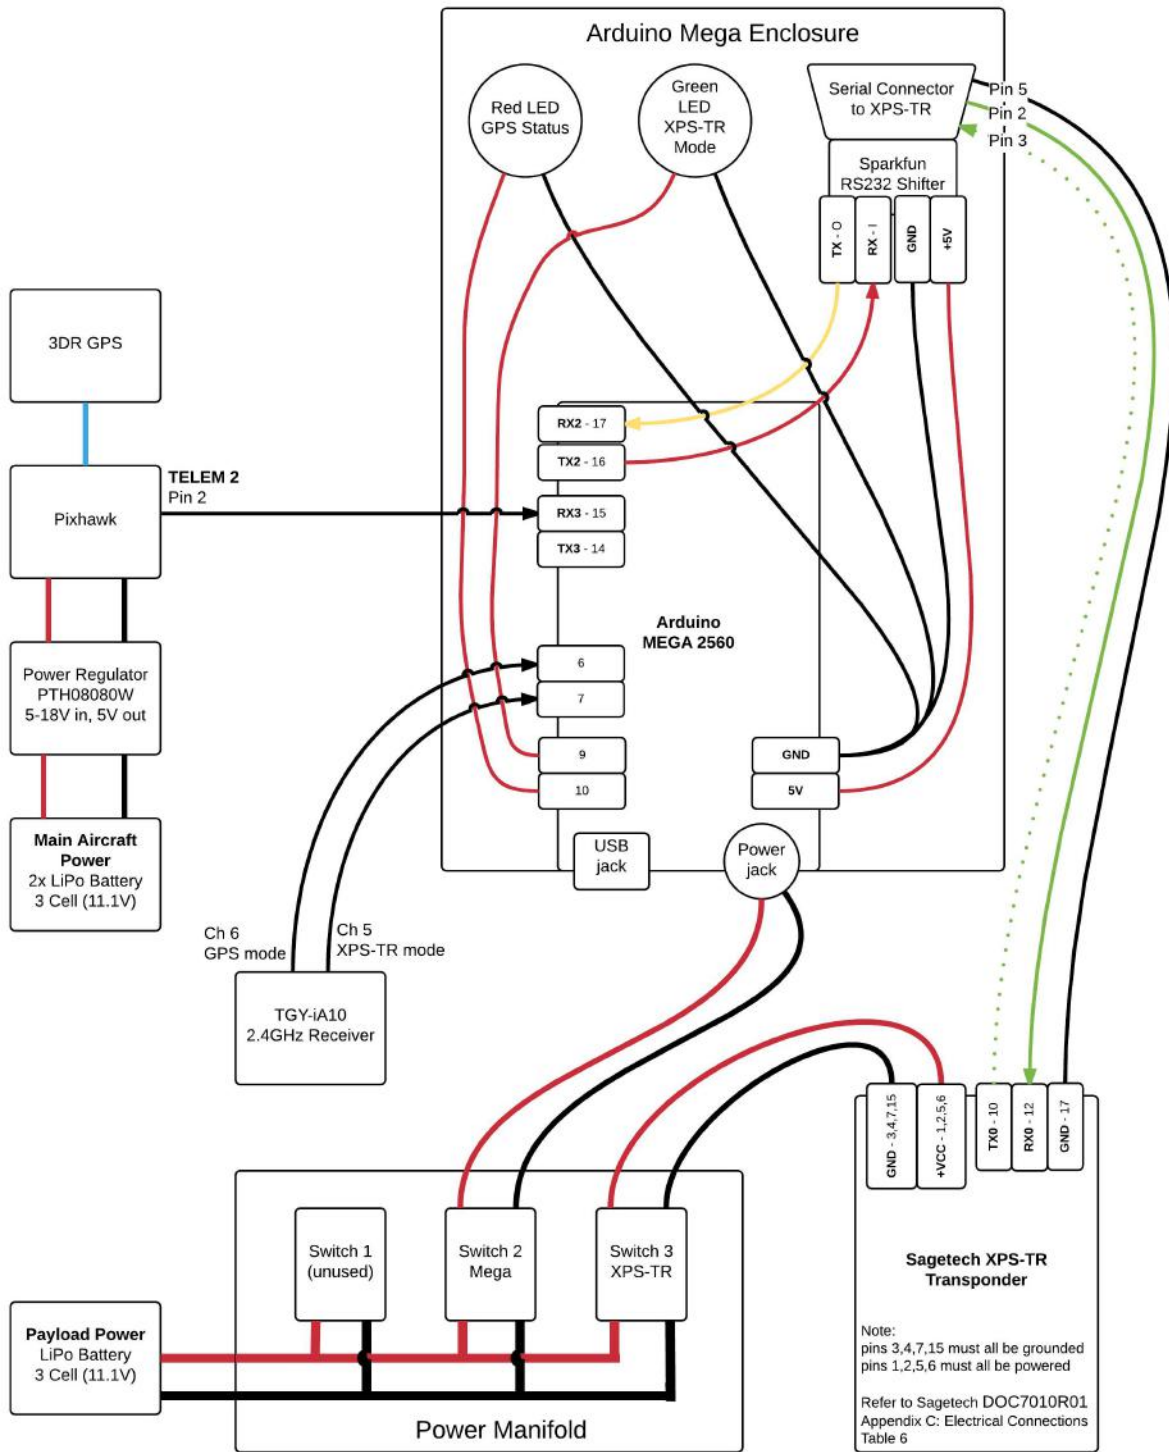 Arduino Mega Enclosure
Red LED
GPS Status
Green
LED
XPS-TR
Mode
Serial Connector
to XPS-TR
Pin 5
Pin 2
Pin 3
Sparkfun
RS232 Shifter
TX - O
RX - I
GND
+5V
3DR GPS
RX2 - 17
TX2 - 16
RX3 - 15
TX3 - 14
TELEM 2
Pin 2
Pixhawk
Arduino
MEGA 2560
6
7
9
10
GND
5V
Power Regulator
PTH08080W
5-18V in, 5V out
USB
jack
Power
jack
Main Aircraft
Power
2x LiPo Battery
3 Cell (11.1V)
Ch 6
GPS mode
Ch 5
XPS-TR mode
TGY-iA10
2.4GHz Receiver
GND - 3,4,7,15
+VCC - 1,2,5,6
TX0 - 10
RX0 - 12
GND - 17
Switch 1
(unused)
Switch 2
Mega
Switch 3
XPS-TR
Sagetech XPS-TR
Transponder
Payload Power
LiPo Battery
3 Cell (11.1V)
Note:
pins 3,4,7,15 must all be grounded
pins 1,2,5,6 must all be powered
Refer to Sagetech DOC7010R01
Appendix C: Electrical Connections
Table 6
Power Manifold